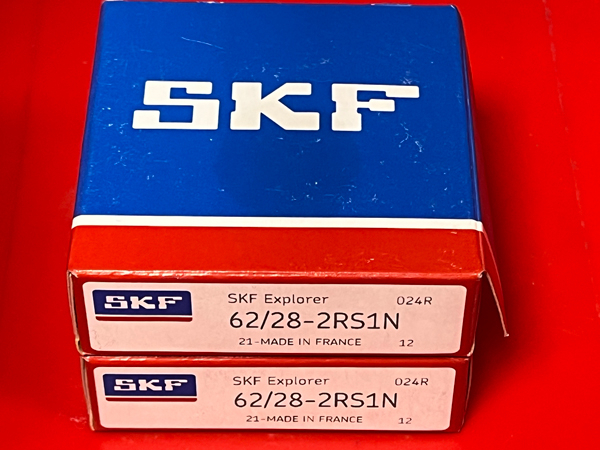 SKF
SKF SKF Explorer 024R
62/28-2RS1N
21-MADE IN FRANCE 12
SKF SKF Explorer 024R
62/28-2RS1N
21-MADE IN FRANCE 12